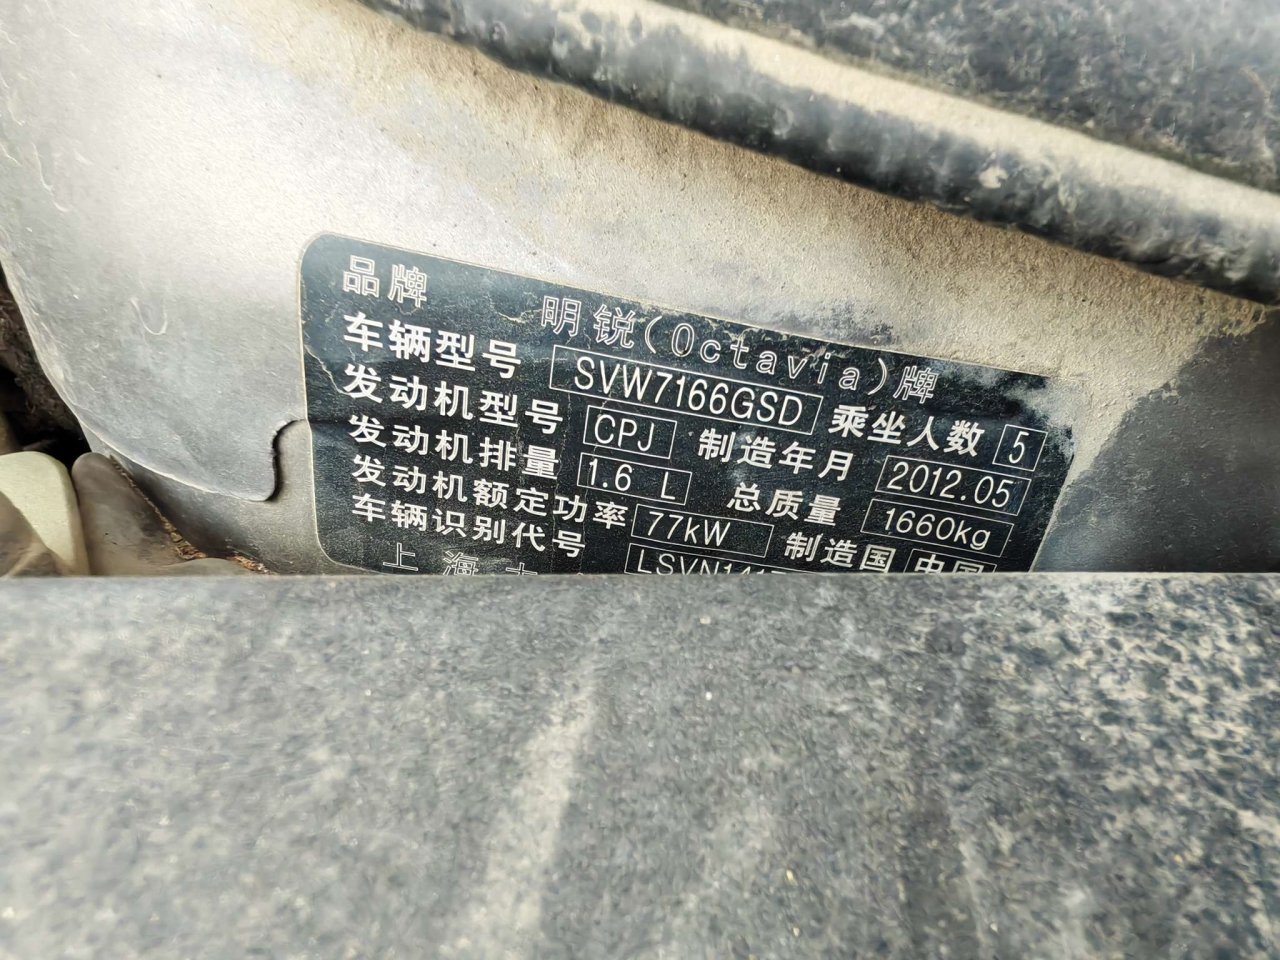 品牌 明锐(Octavia)牌
车辆型号 SVW7166GSD 乘坐人数 5
发动机型号 CPJ 制造年月 2012.05
发动机排量 1.6 L 总质量 1660kg
发动机额定功率 77kW 制造国 中国
车辆识别代号 LSVN141
上海